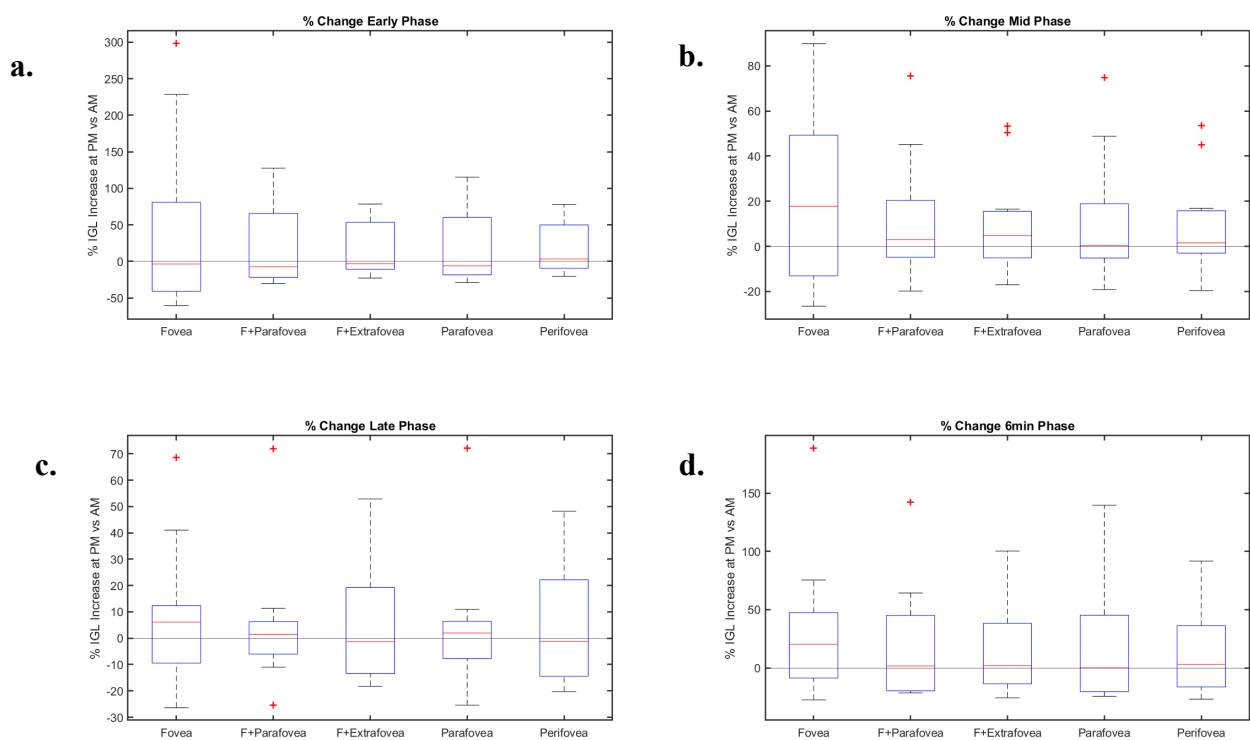 a.
% Change Early Phase
% IGL Increase at PM vs AM
300
250
200
150
100
50
0
-50
Fovea F+Parafovea F+Extrafovea Parafovea Perifovea
b.
% Change Mid Phase
% IGL Increase at PM vs AM
80
60
40
20
0
-20
Fovea F+Parafovea F+Extrafovea Parafovea Perifovea
c.
% Change Late Phase
% IGL Increase at PM vs AM
70
60
50
40
30
20
10
0
-10
-20
-30
Fovea F+Parafovea F+Extrafovea Parafovea Perifovea
d.
% Change 6min Phase
% IGL Increase at PM vs AM
150
100
50
0
Fovea F+Parafovea F+Extrafovea Parafovea Perifovea